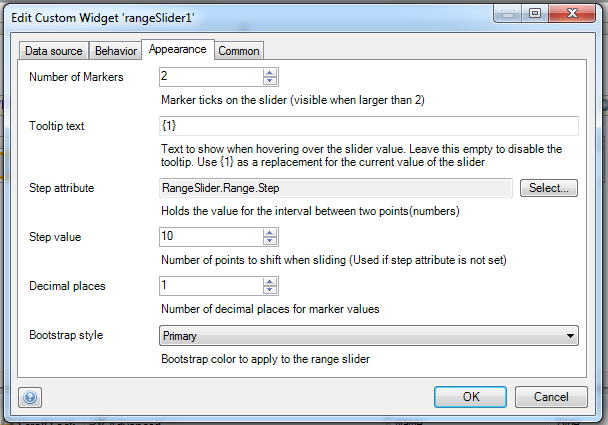 Edit Custom Widget 'rangeSlider1'
Data source Behavior Appearance Common
Number of Markers 2
Marker ticks on the slider (visible when larger than 2)
Tooltip text {1}
Text to show when hovering over the slider value. Leave this empty to disable the
tooltip. Use {1} as a replacement for the current value of the slider
Step attribute RangeSlider.Range.Step Select...
Holds the value for the interval between two points(numbers)
Step value 10
Number of points to shift when sliding (Used if step attribute is not set)
Decimal places 1
Number of decimal places for marker values
Bootstrap style Primary
Bootstrap color to apply to the range slider
OK Cancel